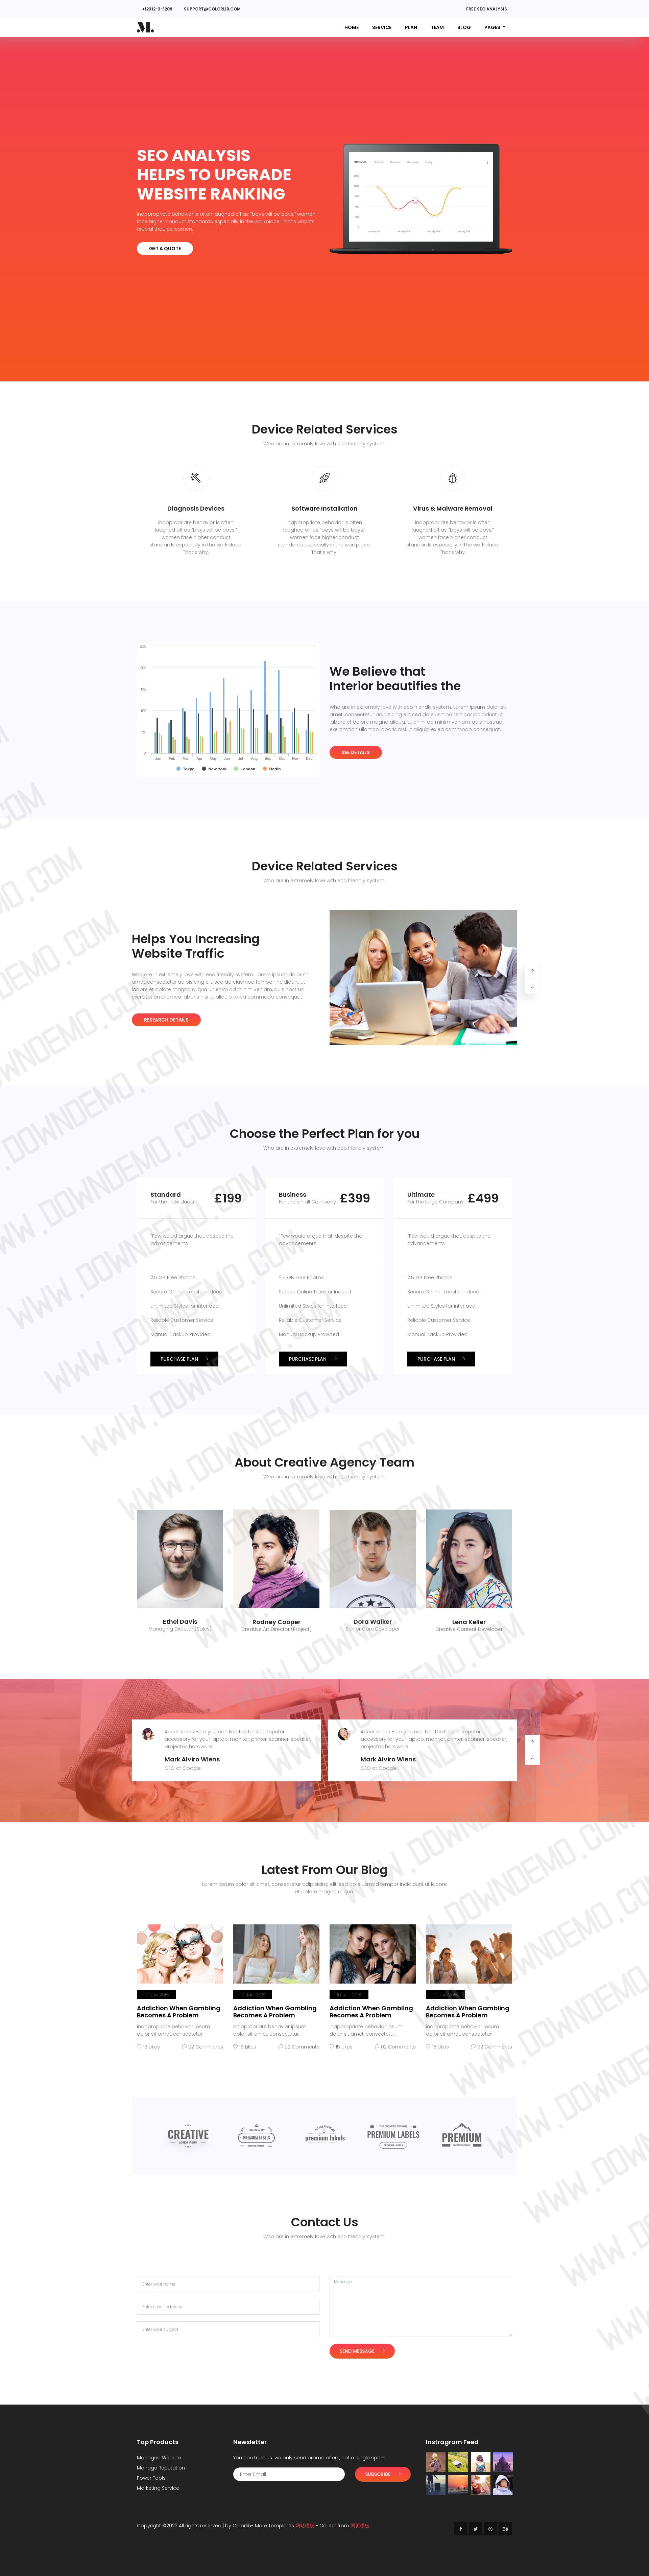 +12312-3-1209
SUPPORT@COLORLIB.COM
FREE SEO ANALYSIS
.M.
HOME
SERVICE
PLAN
TEAM
BLOG
PAGES
SEO ANALYSIS
HELPS TO UPGRADE
WEBSITE RANKING
inappropriate behavior is often laughed off as “boys will be boys,” women
face higher conduct standards especially in the workplace. That’s why it’s
crucial that, as women
GET A QUOTE
Statistics
Device Related Services
Who are in extremely love with eco friendly system.
Diagnosis Devices
inappropriate behavior is often
laughed off as “boys will be boys,”
women face higher conduct
standards especially in the workplace.
That’s why.
Software Installation
inappropriate behavior is often
laughed off as “boys will be boys,”
women face higher conduct
standards especially in the workplace.
That’s why.
Virus & Malware Removal
inappropriate behavior is often
laughed off as “boys will be boys,”
women face higher conduct
standards especially in the workplace.
That’s why.
250
200
150
100
50
0
Jan Feb Mar Apr May Jun Jul Aug Sep Oct Nov Dec
Tokyo New York London Berlin
We Believe that
Interior beautifies the
Who are in extremely love with eco friendly system. Lorem ipsum dolor sit
amet, consectetur adipisicing elit, sed do eiusmod tempor incididunt ut
labore et dolore magna aliqua. Ut enim ad minim veniam, quis nostrud
exercitation ullamco laboris nisi ut aliquip ex ea commodo consequat.
SEE DETAILS
Device Related Services
Who are in extremely love with eco friendly system.
Helps You Increasing
Website Traffic
Who are in extremely love with eco friendly system. Lorem ipsum dolor sit
amet, consectetur adipisicing elit, sed do eiusmod tempor incididunt ut
labore et dolore magna aliqua. Ut enim ad minim veniam, quis nostrud
exercitation ullamco laboris nisi ut aliquip ex ea commodo consequat.
RESEARCH DETAILS
Choose the Perfect Plan for you
Who are in extremely love with eco friendly system.
Standard
For the individuals
£199
“Few would argue that, despite the
advancements
2.5 GB Free Photos
Secure Online Transfer Indeed
Unlimited Styles for interface
Reliable Customer Service
Manual Backup Provided
PURCHASE PLAN
Business
For the small Company
£399
“Few would argue that, despite the
advancements
2.5 GB Free Photos
Secure Online Transfer Indeed
Unlimited Styles for interface
Reliable Customer Service
Manual Backup Provided
PURCHASE PLAN
Ultimate
For the large Company
£499
“Few would argue that, despite the
advancements
2.5 GB Free Photos
Secure Online Transfer Indeed
Unlimited Styles for interface
Reliable Customer Service
Manual Backup Provided
PURCHASE PLAN
About Creative Agency Team
Who are in extremely love with eco friendly system.
Ethel Davis
Managing Director (Sales)
Rodney Cooper
Creative Art Director (Project)
Dora Walker
Senior Core Developer
Lena Keller
Creative Content Developer
Accessories Here you can find the best computer
accessory for your laptop, monitor, printer, scanner, speaker,
projector, hardware.
Mark Alviro Wiens
CEO at Google
Accessories Here you can find the best computer
accessory for your laptop, monitor, printer, scanner, speaker,
projector, hardware.
Mark Alviro Wiens
CEO at Google
Latest From Our Blog
Lorem ipsum dolor sit amet, consectetur adipisicing elit, sed do eiusmod tempor incididunt ut labore
et dolore magna aliqua.
Addiction When Gambling
Becomes A Problem
inappropriate behavior ipsum
dolor sit amet, consectetur.
15 Likes
02 Comments
Addiction When Gambling
Becomes A Problem
inappropriate behavior ipsum
dolor sit amet, consectetur.
15 Likes
02 Comments
Addiction When Gambling
Becomes A Problem
inappropriate behavior ipsum
dolor sit amet, consectetur.
15 Likes
02 Comments
Addiction When Gambling
Becomes A Problem
inappropriate behavior ipsum
dolor sit amet, consectetur.
15 Likes
02 Comments
CREATIVE
LOREM IPSUM
PREMIUM LABELS
premium labels
PREMIUM LABELS
PREMIUM
Contact Us
Who are in extremely love with eco friendly system.
Enter your name
Enter email address
Enter your subject
Message
SEND MESSAGE
Top Products
Managed Website
Manage Reputation
Power Tools
Marketing Service
Newsletter
You can trust us. we only send promo offers, not a single spam.
Enter Email
SUBSCRIBE
Instragram Feed
Copyright ©2022 All rights reserved | by Colorlib- More Templates 网站模板 - Collect from 网页模板
WWW.DOWNDEMO.COM